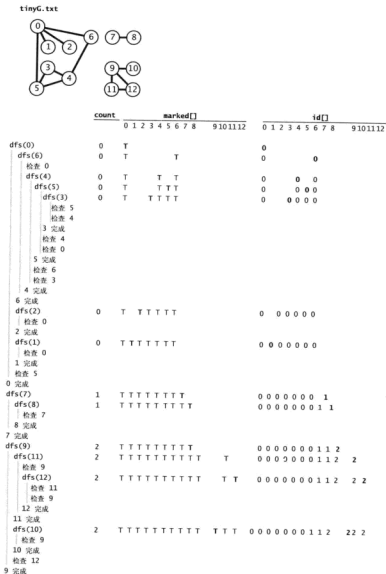 tinyG.txt
0
6
7 8
1 2
3
9 10
4
5
11 12
count marked[] id[]
0 1 2 3 4 5 6 7 8 9 10 11 12 0 1 2 3 4 5 6 7 8 9 10 11 12
dfs(0) 0 T 0
dfs(6) 0 T T 0 0
检查 0
dfs(4) 0 T T T 0 0 0
dfs(5) 0 T T T T 0 0 0 0
dfs(3) 0 T T T T T 0 0 0 0 0
检查 5
检查 4
3 完成
检查 4
检查 0
5 完成
检查 6
检查 3
4 完成
6 完成
dfs(2) 0 T T T T T T 0 0 0 0 0 0
检查 0
2 完成
dfs(1) 0 T T T T T T T 0 0 0 0 0 0 0
检查 0
1 完成
检查 5
0 完成
dfs(7) 1 T T T T T T T T 0 0 0 0 0 0 0 1
dfs(8) 1 T T T T T T T T T 0 0 0 0 0 0 0 1 1
检查 7
8 完成
7 完成
dfs(9) 2 T T T T T T T T T 0 0 0 0 0 0 0 1 1 2
dfs(11) 2 T T T T T T T T T T T 0 0 0 0 0 0 0 1 1 2 2
检查 9
dfs(12) 2 T T T T T T T T T T T T 0 0 0 0 0 0 0 1 1 2 2 2
检查 11
检查 9
12 完成
11 完成
dfs(10) 2 T T T T T T T T T T T T T 0 0 0 0 0 0 0 1 1 2 2 2 2
检查 9
10 完成
检查 12
9 完成